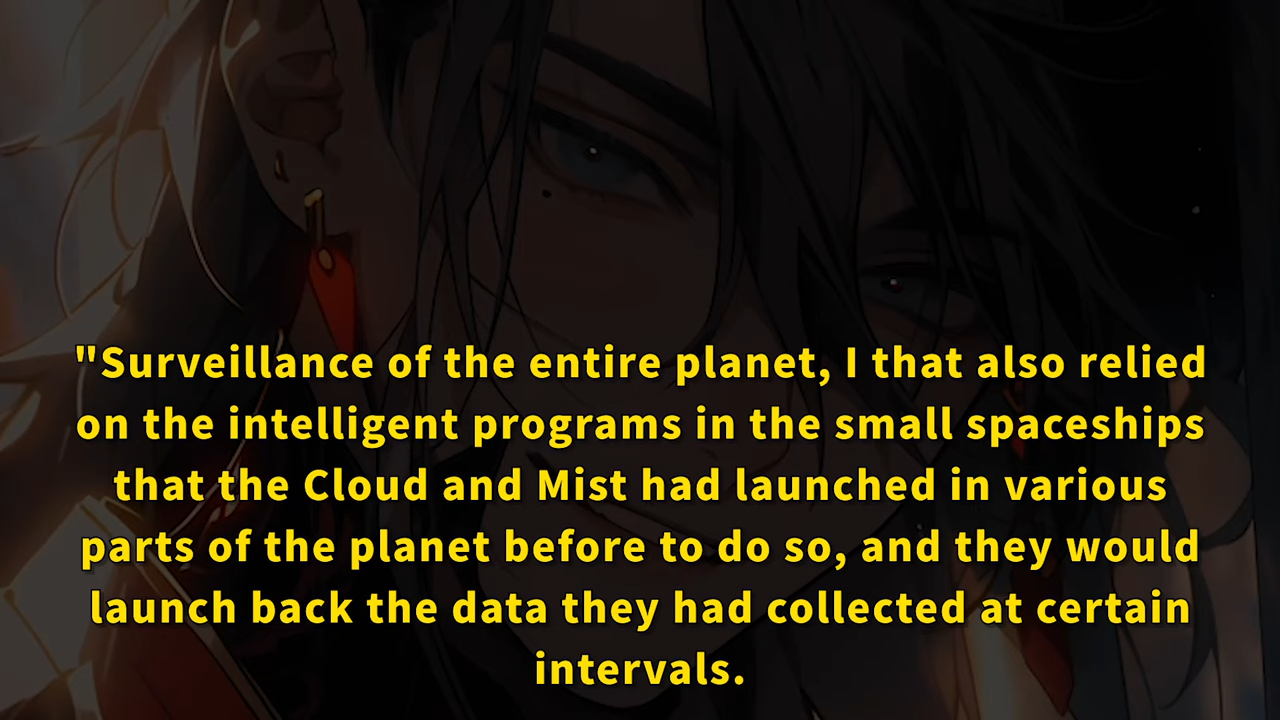 "Surveillance of the entire planet, I that also relied
on the intelligent programs in the small spaceships
that the Cloud and Mist had launched in various
parts of the planet before to do so, and they would
launch back the data they had collected at certain
intervals.